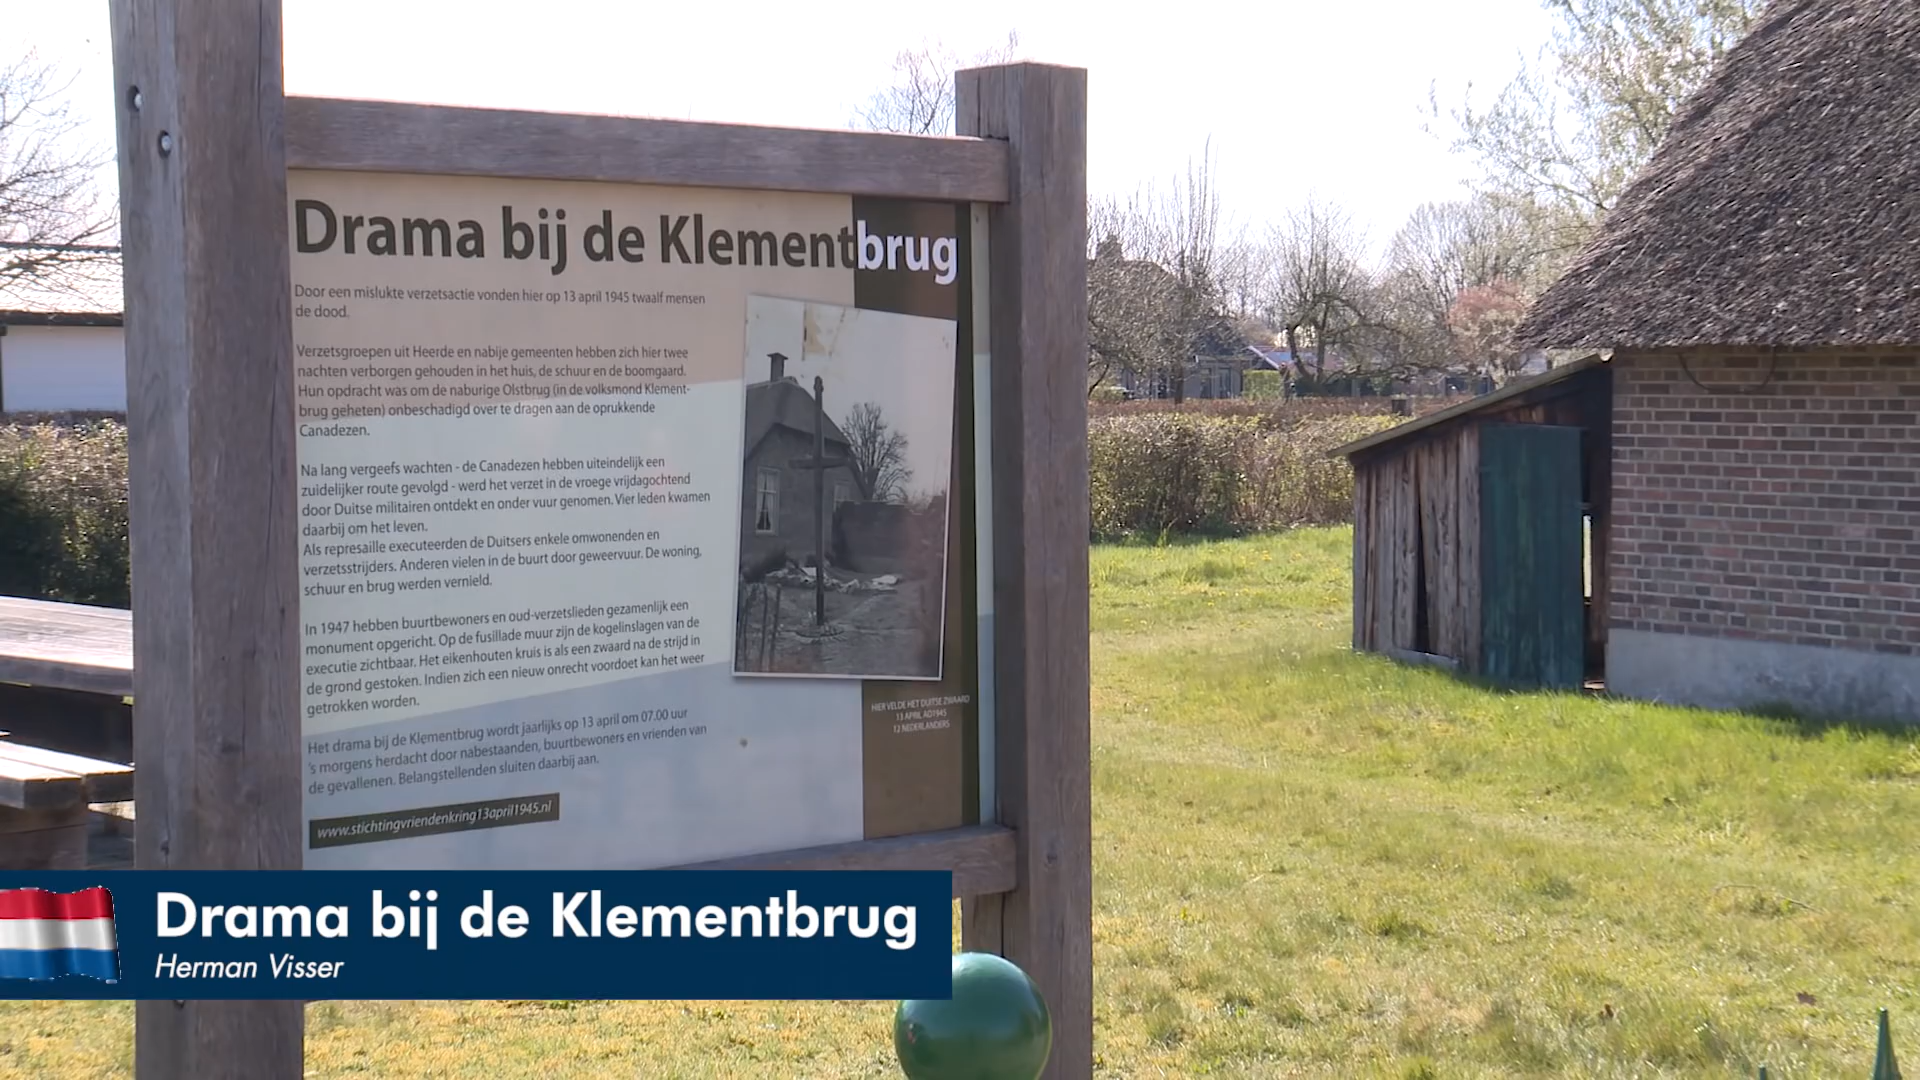 Drama bij de Klementbrug
Door een mislukte verzetsactie vonden hier op 13 april 1945 twaalf mensen
de dood.
Verzetsgroepen uit Heerde en nabije gemeenten hebben zich hier twee
nachten verborgen gehouden in het huis, de schuur en de boomgaard.
Hun opdracht was om de naburige Olstbrug (in de volksmond Klement-
brug geheten) onbeschadigd over te dragen aan de oprukkende
Canadezen.
Na lang vergeefs wachten - de Canadezen hebben uiteindelijk een
zuidelijker route gevolgd - werd het verzet in de vroege vrijdagochtend
door Duitse militairen ontdekt en onder vuur genomen. Vier leden kwamen
daarbij om het leven.
Als represaille executeerden de Duitsers enkele omwonenden en
verzetsstrijders. Anderen vielen in de buurt door geweervuur. De woning,
schuur en brug werden vernield.
In 1947 hebben buurtbewoners en oud-verzetslieden gezamenlijk een
monument opgericht. Op de fusillade muur zijn de kogelinslagen van de
executie zichtbaar. Het eikenhouten kruis is als een zwaard na de strijd in
de grond gestoken. Indien zich een nieuw onrecht voordoet kan het weer
getrokken worden.
Het drama bij de Klementbrug wordt jaarlijks op 13 april om 07.00 uur
's morgens herdacht door nabestaanden, buurtbewoners en vrienden van
de gevallenen. Belangstellenden sluiten daarbij aan.
www.stichtingvriendenkring13april1945.nl
HIER VELDE HET DUITSE ZWAARD
13 APRIL AD1945
12 NEDERLANDERS
Drama bij de Klementbrug
Herman Visser